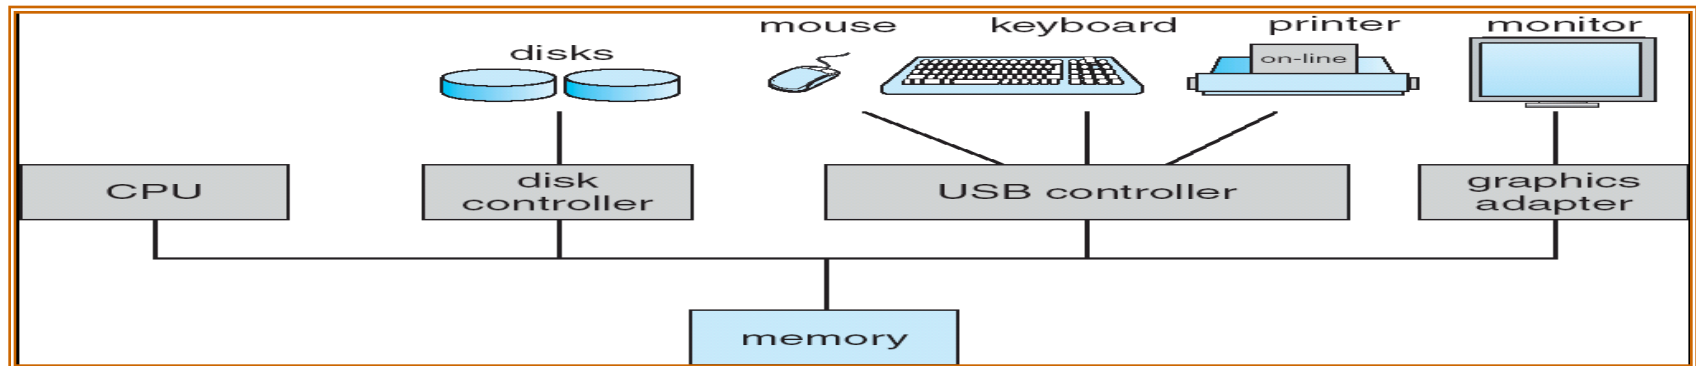 mouse
keyboard
printer
monitor
disks
on-line
CPU
disk
controller
USB controller
graphics
adapter
memory